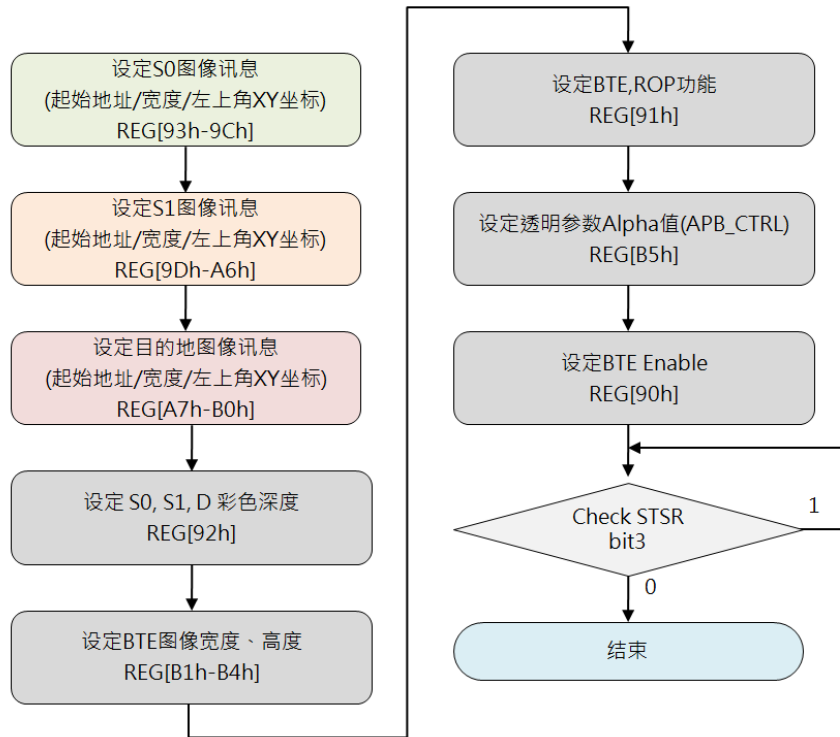 设定S0图像讯息
(起始地址/宽度/左上角XY坐标)
REG[93h-9Ch]
设定S1图像讯息
(起始地址/宽度/左上角XY坐标)
REG[9Dh-A6h]
设定目的地图像讯息
(起始地址/宽度/左上角XY坐标)
REG[A7h-B0h]
设定 S0, S1, D 彩色深度
REG[92h]
设定BTE图像宽度、高度
REG[B1h-B4h]
设定BTE,ROP功能
REG[91h]
设定透明参数Alpha值(APB_CTRL)
REG[B5h]
设定BTE Enable
REG[90h]
Check STSR
bit3
1
0
结束